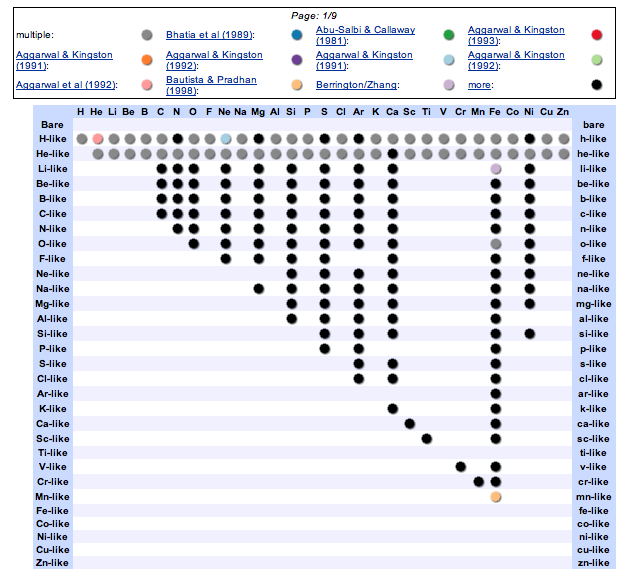 Page: 1/9
multiple: Bhatia et al (1989): Abu-Salbi & Callaway (1981): Aggarwal & Kingston (1993):
Aggarwal & Kingston (1991): Aggarwal & Kingston (1992): Aggarwal & Kingston (1991): Aggarwal & Kingston (1992):
Aggarwal et al (1992): Bautista & Pradhan (1998): Berrington/Zhang: more:
H He Li Be B C N O F Ne Na Mg Al Si P S Cl Ar K Ca Sc Ti V Cr Mn Fe Co Ni Cu Zn
Bare bare
H-like h-like
He-like he-like
Li-like li-like
Be-like be-like
B-like b-like
C-like c-like
N-like n-like
O-like o-like
F-like f-like
Ne-like ne-like
Na-like na-like
Mg-like mg-like
Al-like al-like
Si-like si-like
P-like p-like
S-like s-like
Cl-like cl-like
Ar-like ar-like
K-like k-like
Ca-like ca-like
Sc-like sc-like
Ti-like ti-like
V-like v-like
Cr-like cr-like
Mn-like mn-like
Fe-like fe-like
Co-like co-like
Ni-like ni-like
Cu-like cu-like
Zn-like zn-like